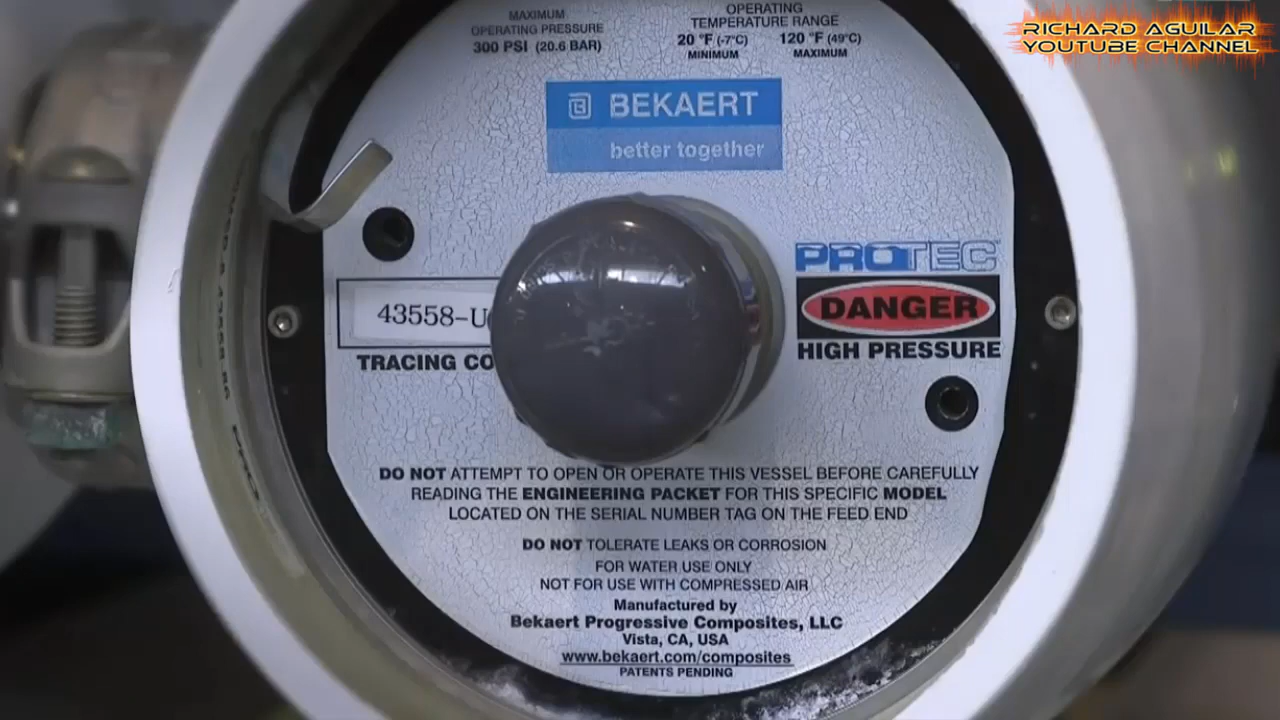 RICHARD AGUILAR
YOUTUBE CHANNEL
MAXIMUM
OPERATING PRESSURE
300 PSI (20.6 BAR)
OPERATING
TEMPERATURE RANGE
20 °F (-7°C) 120 °F (49°C)
MINIMUM MAXIMUM
BEKAERT
better together
PROTEC
DANGER
HIGH PRESSURE
43558-U
TRACING CO
DO NOT ATTEMPT TO OPEN OR OPERATE THIS VESSEL BEFORE CAREFULLY
READING THE ENGINEERING PACKET FOR THIS SPECIFIC MODEL
LOCATED ON THE SERIAL NUMBER TAG ON THE FEED END
DO NOT TOLERATE LEAKS OR CORROSION
FOR WATER USE ONLY
NOT FOR USE WITH COMPRESSED AIR
Manufactured by
Bekaert Progressive Composites, LLC
Vista, CA, USA
www.bekaert.com/composites
PATENTS PENDING